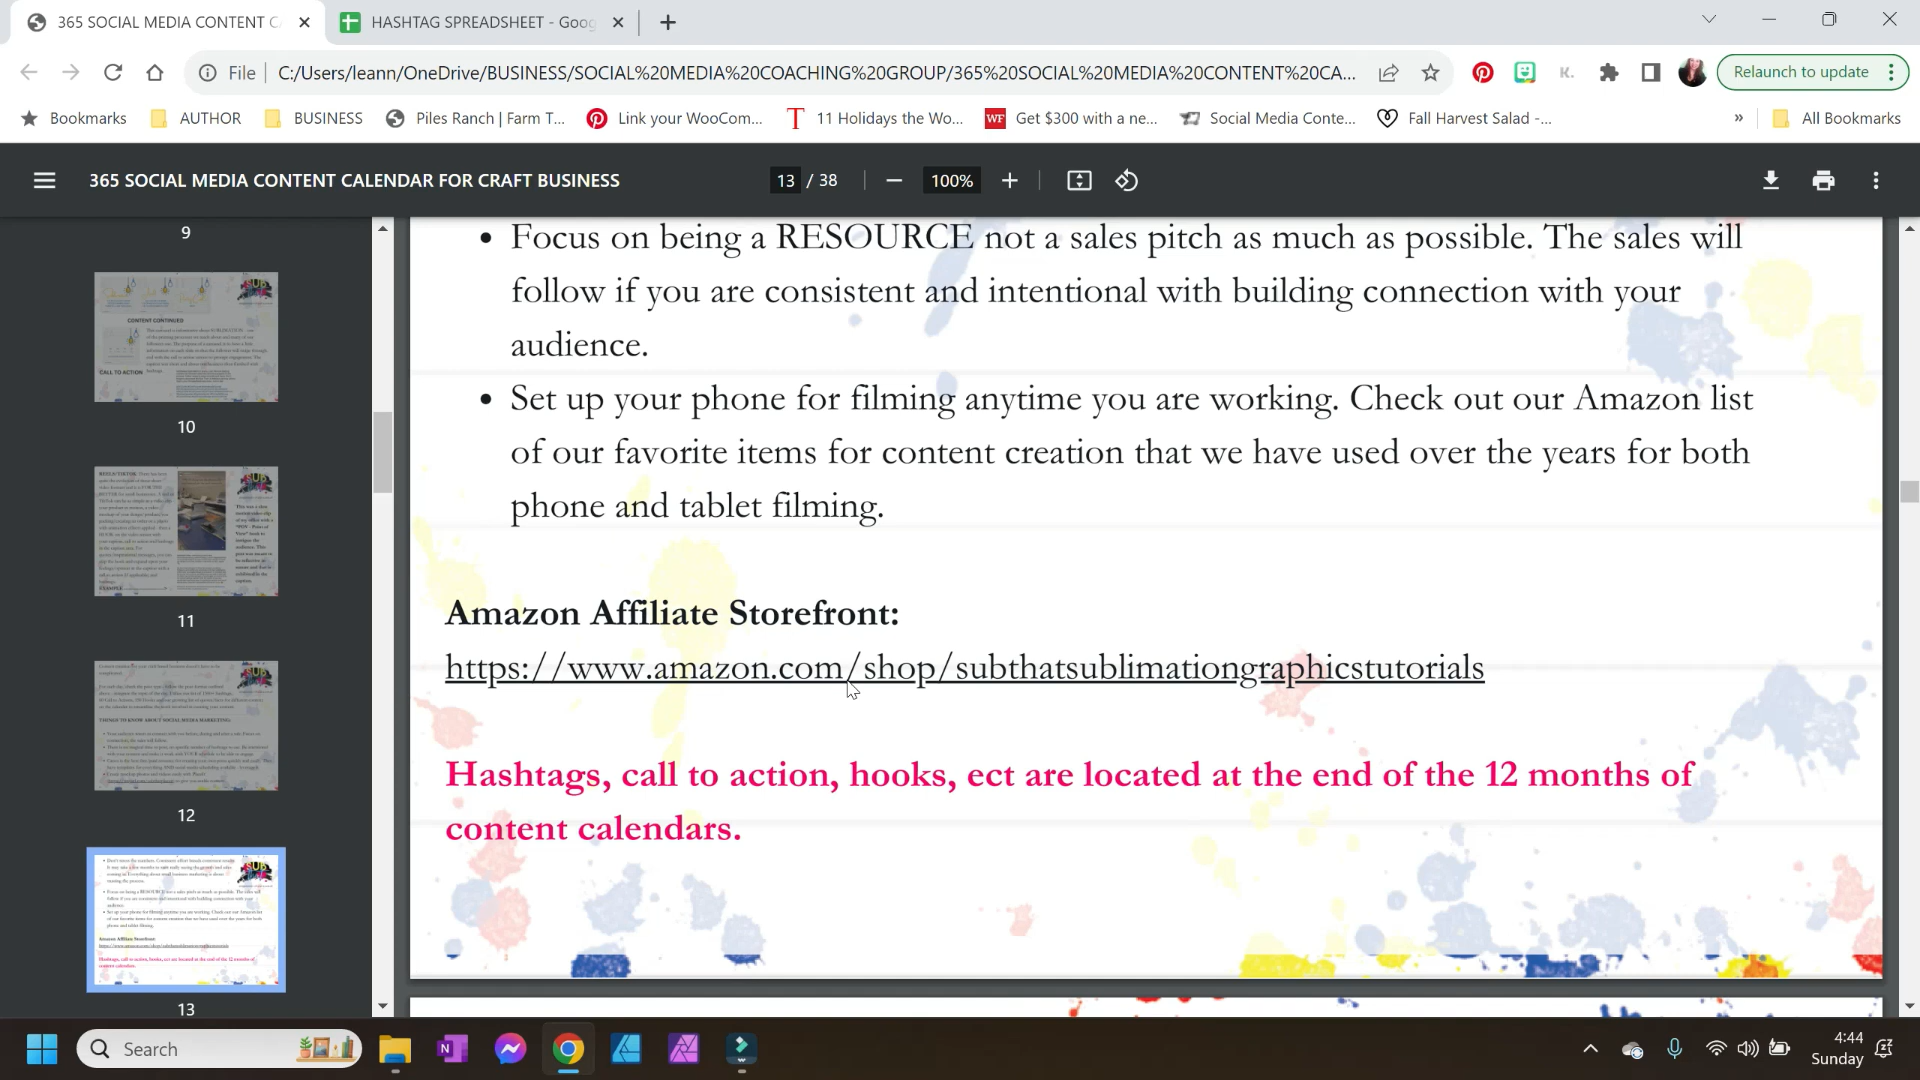 365 SOCIAL MEDIA CONTENT C
HASHTAG SPREADSHEET - Goog
File
C:/Users/leann/OneDrive/BUSINESS/SOCIAL%20MEDIA%20COACHING%20GROUP/365%20SOCIAL%20MEDIA%20CONTENT%20CA...
Relaunch to update
Bookmarks
AUTHOR
BUSINESS
Piles Ranch | Farm T...
Link your WooCom...
11 Holidays the Wo...
Get $300 with a ne...
Social Media Conte...
Fall Harvest Salad -...
»
All Bookmarks
365 SOCIAL MEDIA CONTENT CALENDAR FOR CRAFT BUSINESS
13 / 38
100%
9
CONTENT CONTINUED
CALL TO ACTION
10
11
12
13
• Focus on being a RESOURCE not a sales pitch as much as possible. The sales will
follow if you are consistent and intentional with building connection with your
audience.
• Set up your phone for filming anytime you are working. Check out our Amazon list
of our favorite items for content creation that we have used over the years for both
phone and tablet filming.
Amazon Affiliate Storefront:
https://www.amazon.com/shop/subthatsublimationgraphicstutorials
Hashtags, call to action, hooks, ect are located at the end of the 12 months of
content calendars.
Search
4:44
Sunday